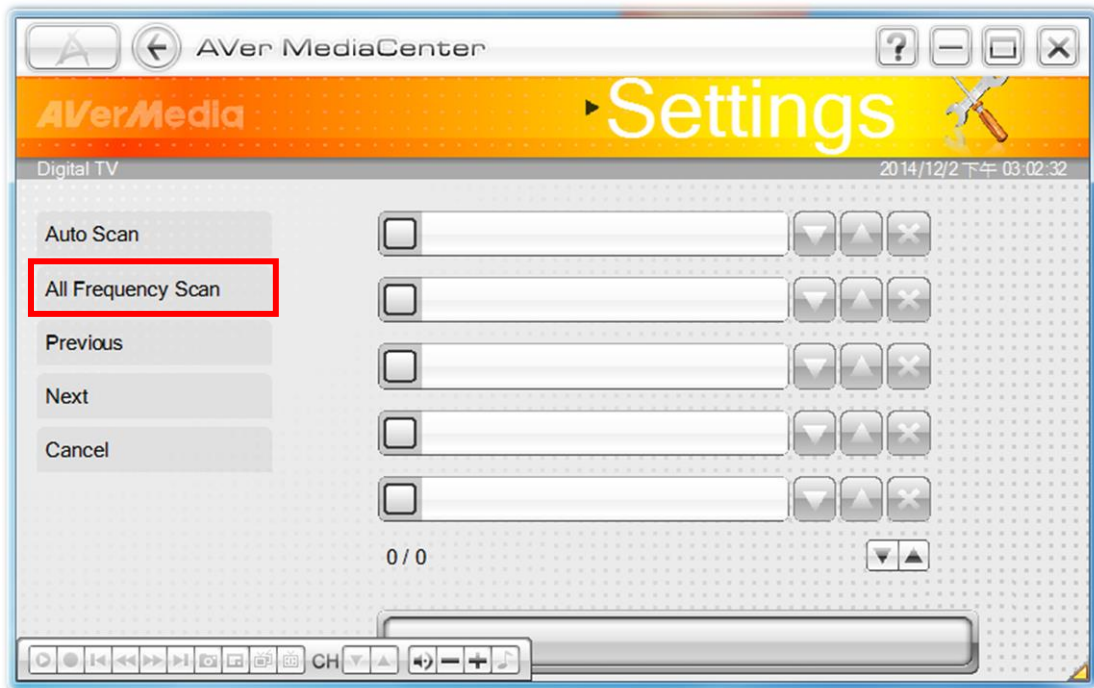 AVer MediaCenter
?
AVerMedia
Settings
Digital TV
2014/12/2 下午 03:02:32
Auto Scan
All Frequency Scan
Previous
Next
Cancel
0 / 0
CH